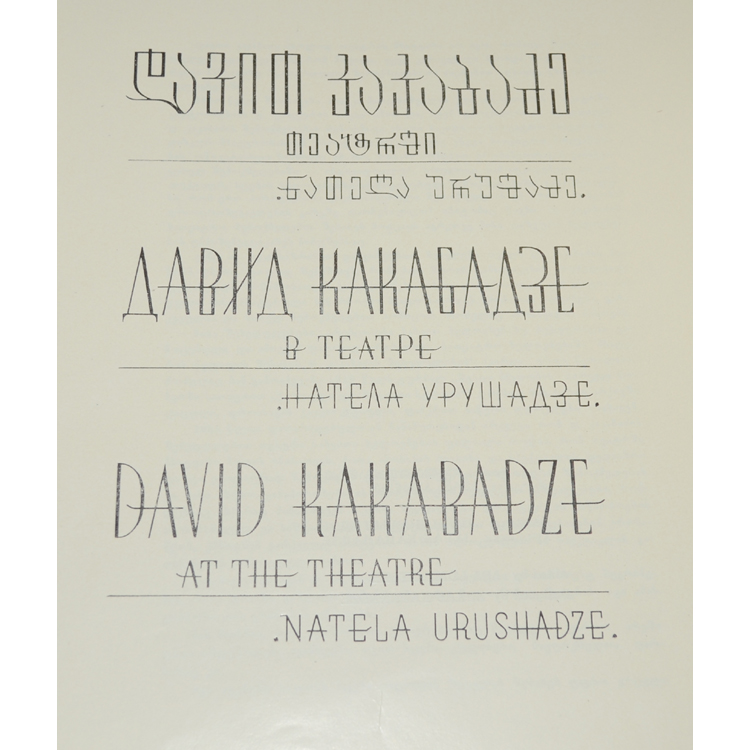 დავით კაკაბაძე
თეატრში
.ნათელა ურუშაძე.
ДАВИД КАКАБАДЗЕ
В ТЕАТРЕ
.НАТЕЛА УРУШАДЗЕ.
DAVID KAKABADZE
AT THE THEATRE
.NATELA URUSHADZE.